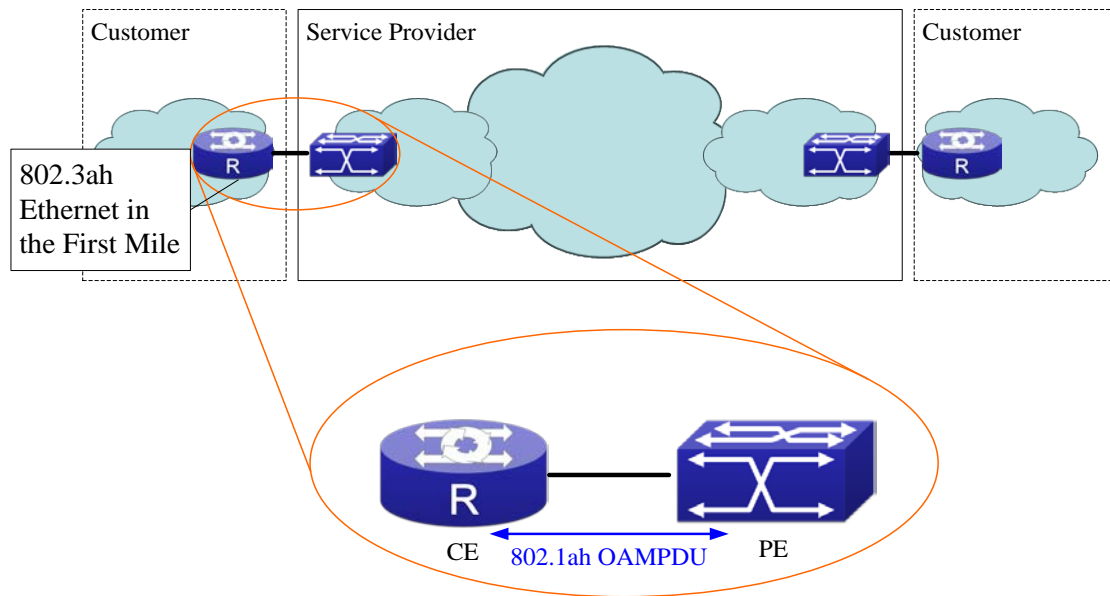 Customer
Service Provider
Customer
R
R
802.3ah
Ethernet in
the First Mile
R
CE
802.1ah OAMPDU
PE